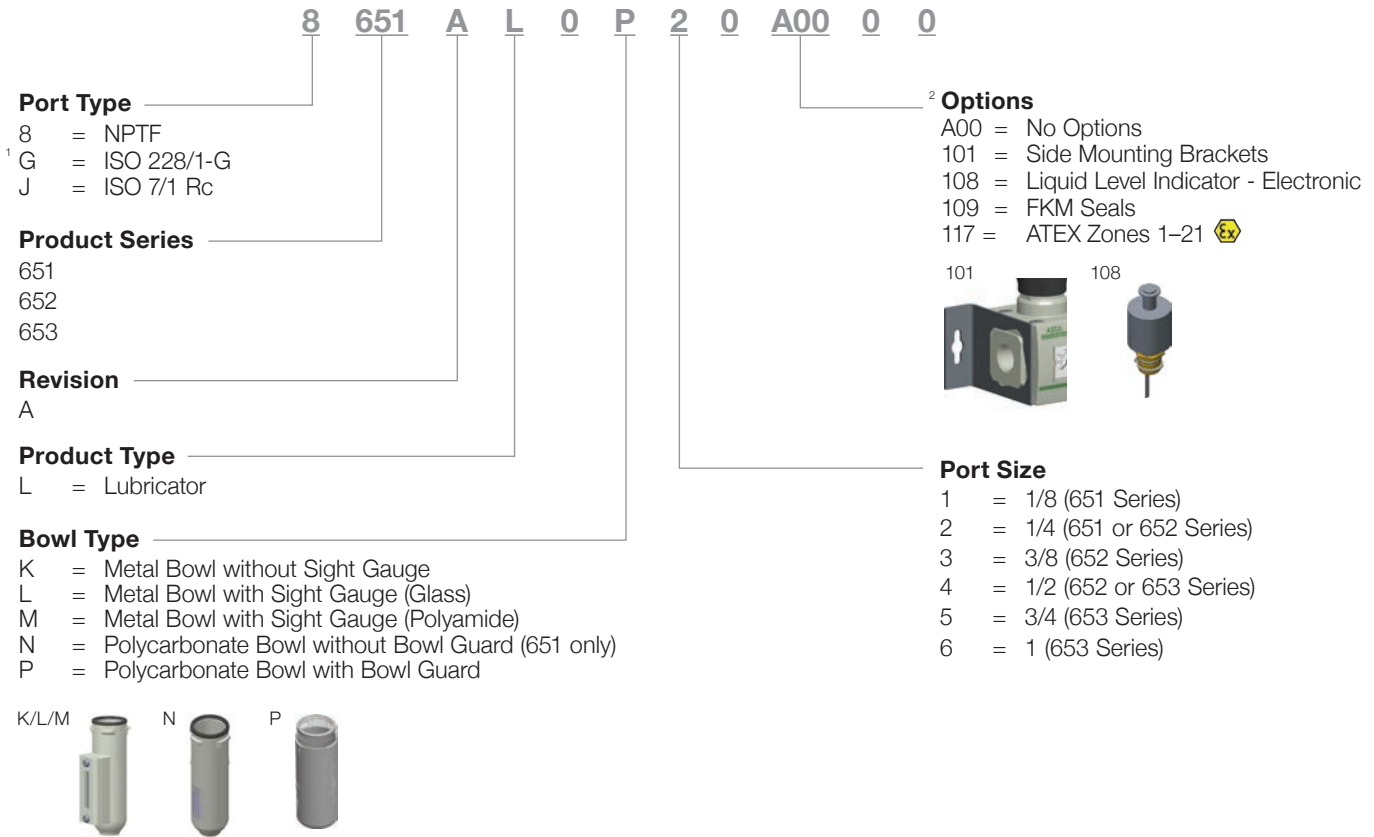 8 651 A L 0 P 2 0 A00 0 0
Port Type
8 = NPTF
1 G = ISO 228/1-G
J = ISO 7/1 Rc
Product Series
651
652
653
Revision
A
Product Type
L = Lubricator
Bowl Type
K = Metal Bowl without Sight Gauge
L = Metal Bowl with Sight Gauge (Glass)
M = Metal Bowl with Sight Gauge (Polyamide)
N = Polycarbonate Bowl without Bowl Guard (651 only)
P = Polycarbonate Bowl with Bowl Guard
K/L/M N P
2 Options
A00 = No Options
101 = Side Mounting Brackets
108 = Liquid Level Indicator - Electronic
109 = FKM Seals
117 = ATEX Zones 1–21 Ex
101 108
Port Size
1 = 1/8 (651 Series)
2 = 1/4 (651 or 652 Series)
3 = 3/8 (652 Series)
4 = 1/2 (652 or 653 Series)
5 = 3/4 (653 Series)
6 = 1 (653 Series)